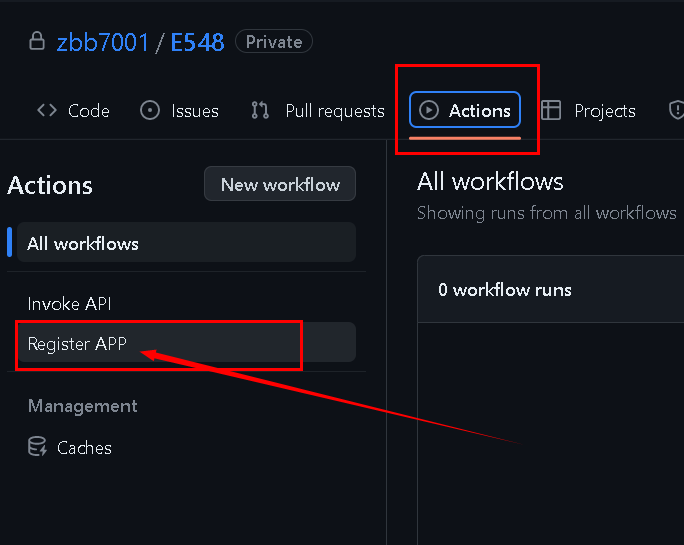 zbb7001 / E548 Private
Code Issues Pull requests Actions Projects
Actions New workflow
All workflows
Invoke API
Register APP
Management
Caches
All workflows
Showing runs from all workflows
0 workflow runs